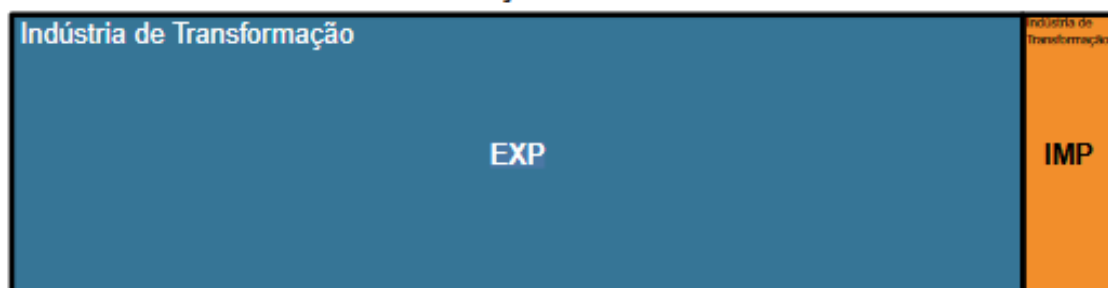 Indústria de Transformação
Indústria de
Transformação
EXP
IMP